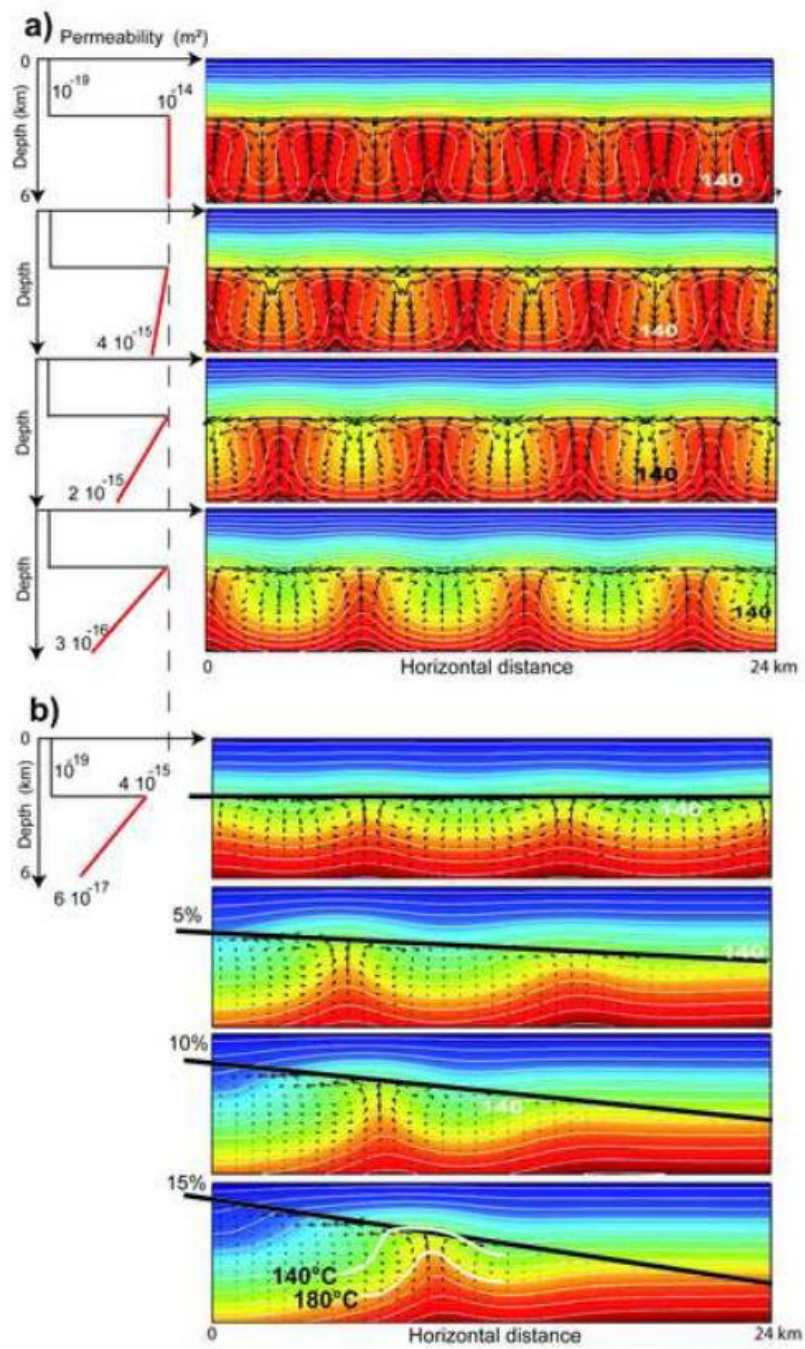 a)
Permeability (m²)
0
10⁻¹⁹
10⁻¹⁴
Depth (km)
6
140
Depth
4 10⁻¹⁵
140
Depth
2 10⁻¹⁵
140
Depth
3 10⁻¹⁶
140
0
Horizontal distance
24 km
b)
0
10⁻¹⁹
4 10⁻¹⁵
Depth (km)
6
6 10⁻¹⁷
140
5%
140
10%
140
15%
140°C
180°C
0
Horizontal distance
24 km